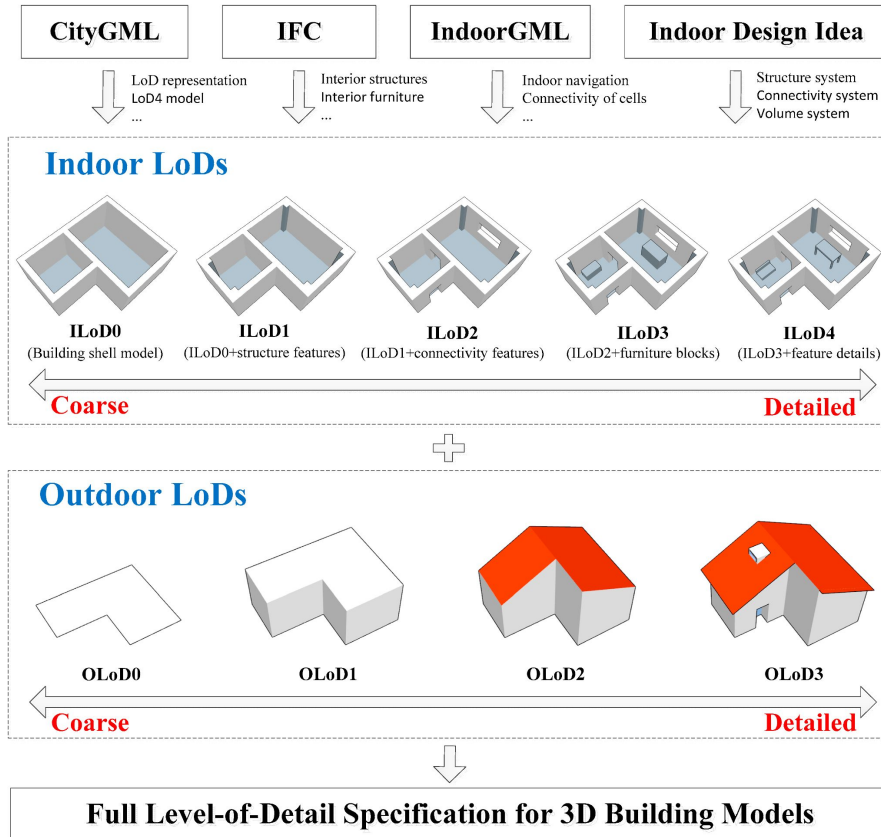 CityGML
IFC
IndoorGML
Indoor Design Idea
LoD representation
LoD4 model
...
Interior structures
Interior furniture
...
Indoor navigation
Connectivity of cells
...
Structure system
Connectivity system
Volume system
Indoor LoDs
ILoD0
(Building shell model)
ILoD1
(ILoD0+structure features)
ILoD2
(ILoD1+connectivity features)
ILoD3
(ILoD2+furniture blocks)
ILoD4
(ILoD3+feature details)
Coarse
Detailed
Outdoor LoDs
OLoD0
OLoD1
OLoD2
OLoD3
Coarse
Detailed
Full Level-of-Detail Specification for 3D Building Models